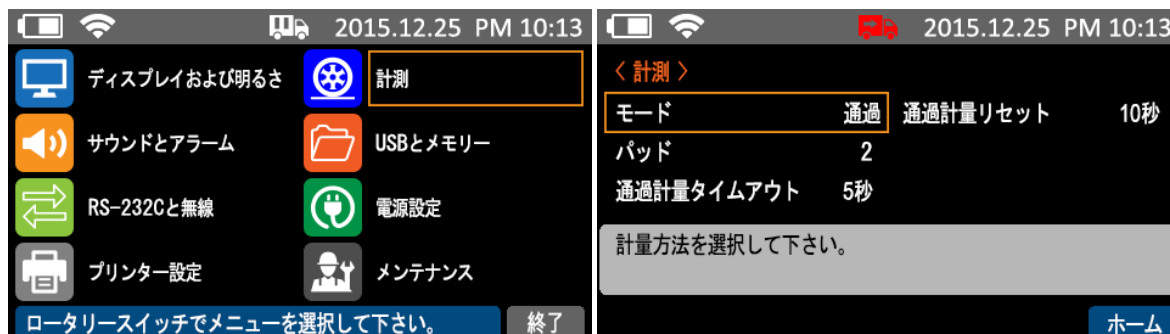 2015.12.25 PM 10:13
ディスプレイおよび明るさ
計測
サウンドとアラーム
USBとメモリー
RS-232Cと無線
電源設定
プリンター設定
メンテナンス
ロータリースイッチでメニューを選択して下さい。
終了
2015.12.25 PM 10:13
〈 計測 〉
モード 通過
通過計量リセット 10秒
パッド 2
通過計量タイムアウト 5秒
計量方法を選択して下さい。
ホーム